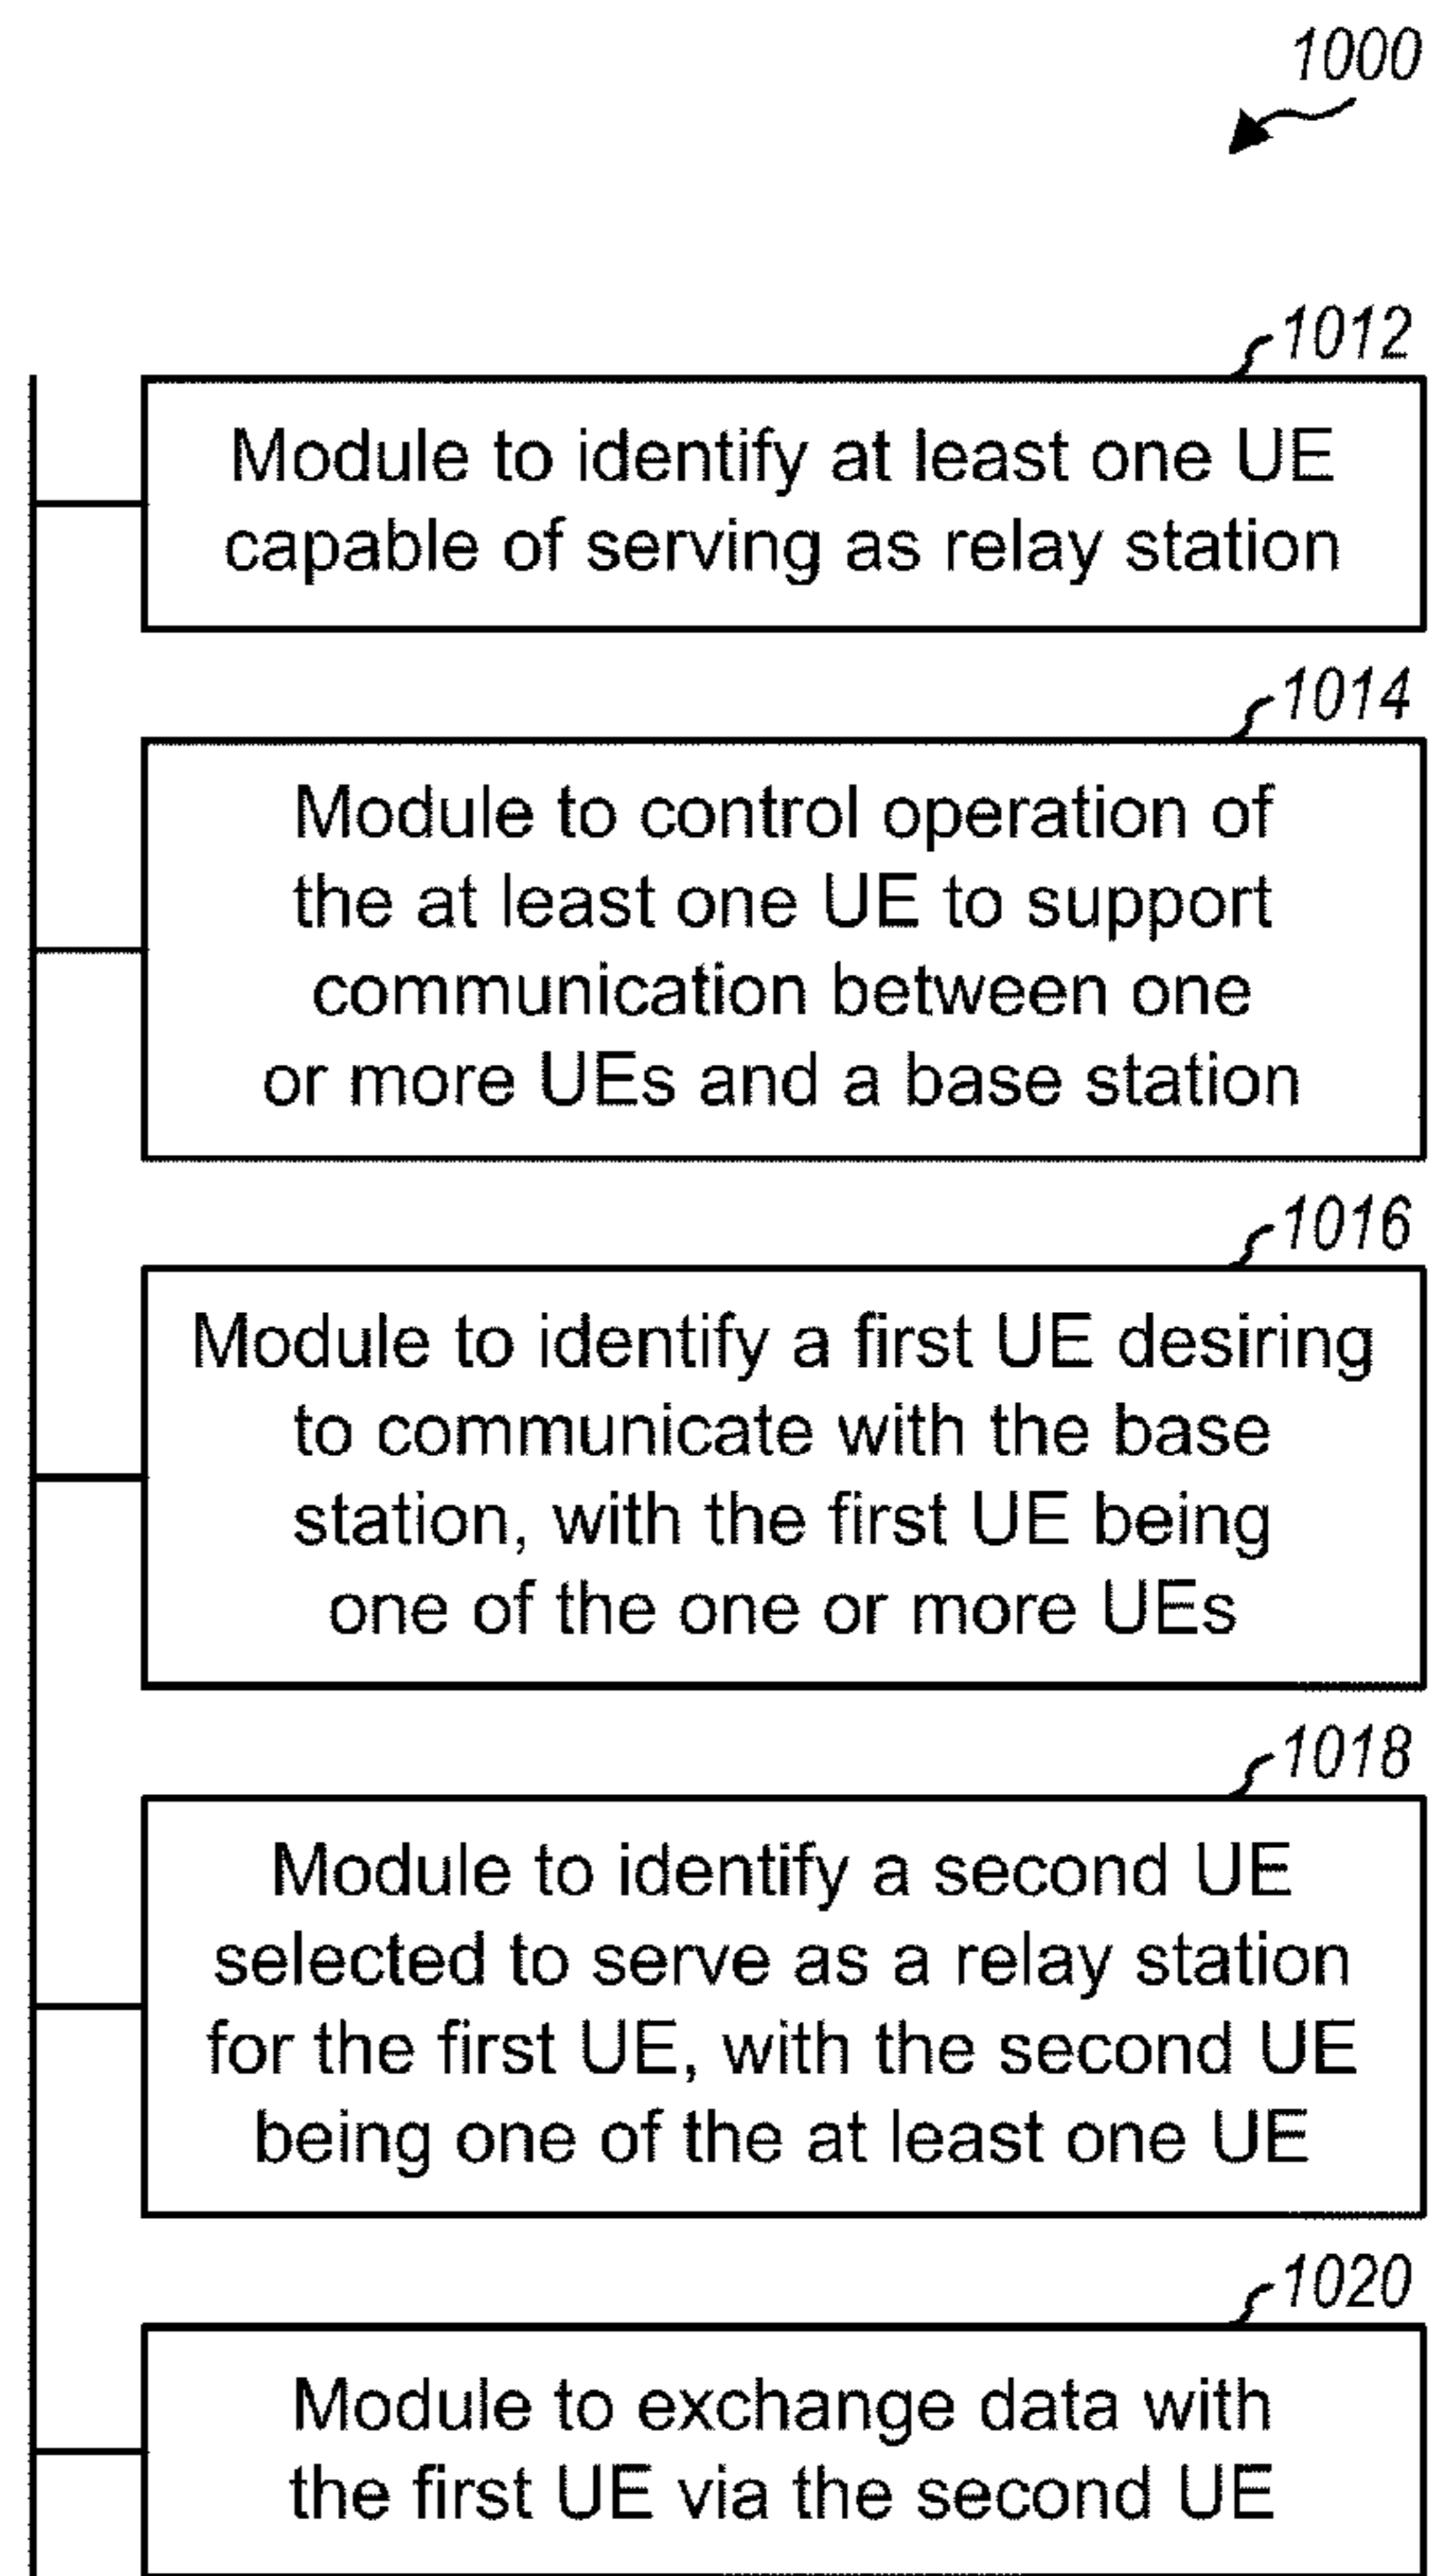 1000
1012
Module to identify at least one UE
capable of serving as relay station
1014
Module to control operation of
the at least one UE to support
communication between one
or more UEs and a base station
1016
Module to identify a first UE desiring
to communicate with the base
station, with the first UE being
one of the one or more UEs
1018
Module to identify a second UE
selected to serve as a relay station
for the first UE, with the second UE
being one of the at least one UE
1020
Module to exchange data with
the first UE via the second UE